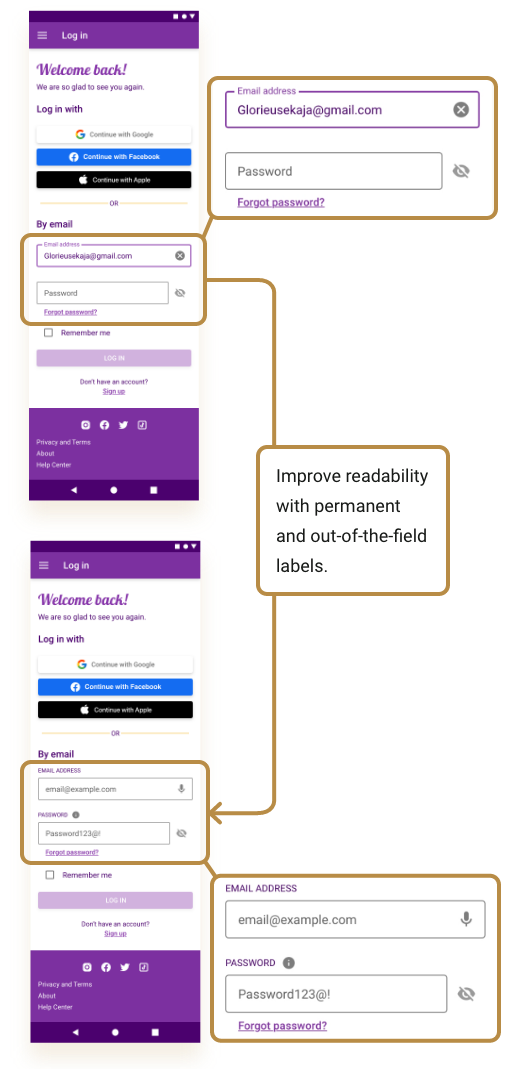 Log in
Welcome back!
We are so glad to see you again.
Log in with
Continue with Google
Continue with Facebook
Continue with Apple
OR
By email
Email address
Glorieusekaja@gmail.com
Password
Forgot password?
Remember me
LOG IN
Don't have an account?
Sign up
Privacy and Terms
About
Help Center
Email address
Glorieusekaja@gmail.com
Password
Forgot password?
Improve readability
with permanent
and out-of-the-field
labels.
Log in
Welcome back!
We are so glad to see you again.
Log in with
Continue with Google
Continue with Facebook
Continue with Apple
OR
By email
EMAIL ADDRESS
email@example.com
PASSWORD
Password123@!
Forgot password?
Remember me
LOG IN
Don't have an account?
Sign up
Privacy and Terms
About
Help Center
EMAIL ADDRESS
email@example.com
PASSWORD
Password123@!
Forgot password?